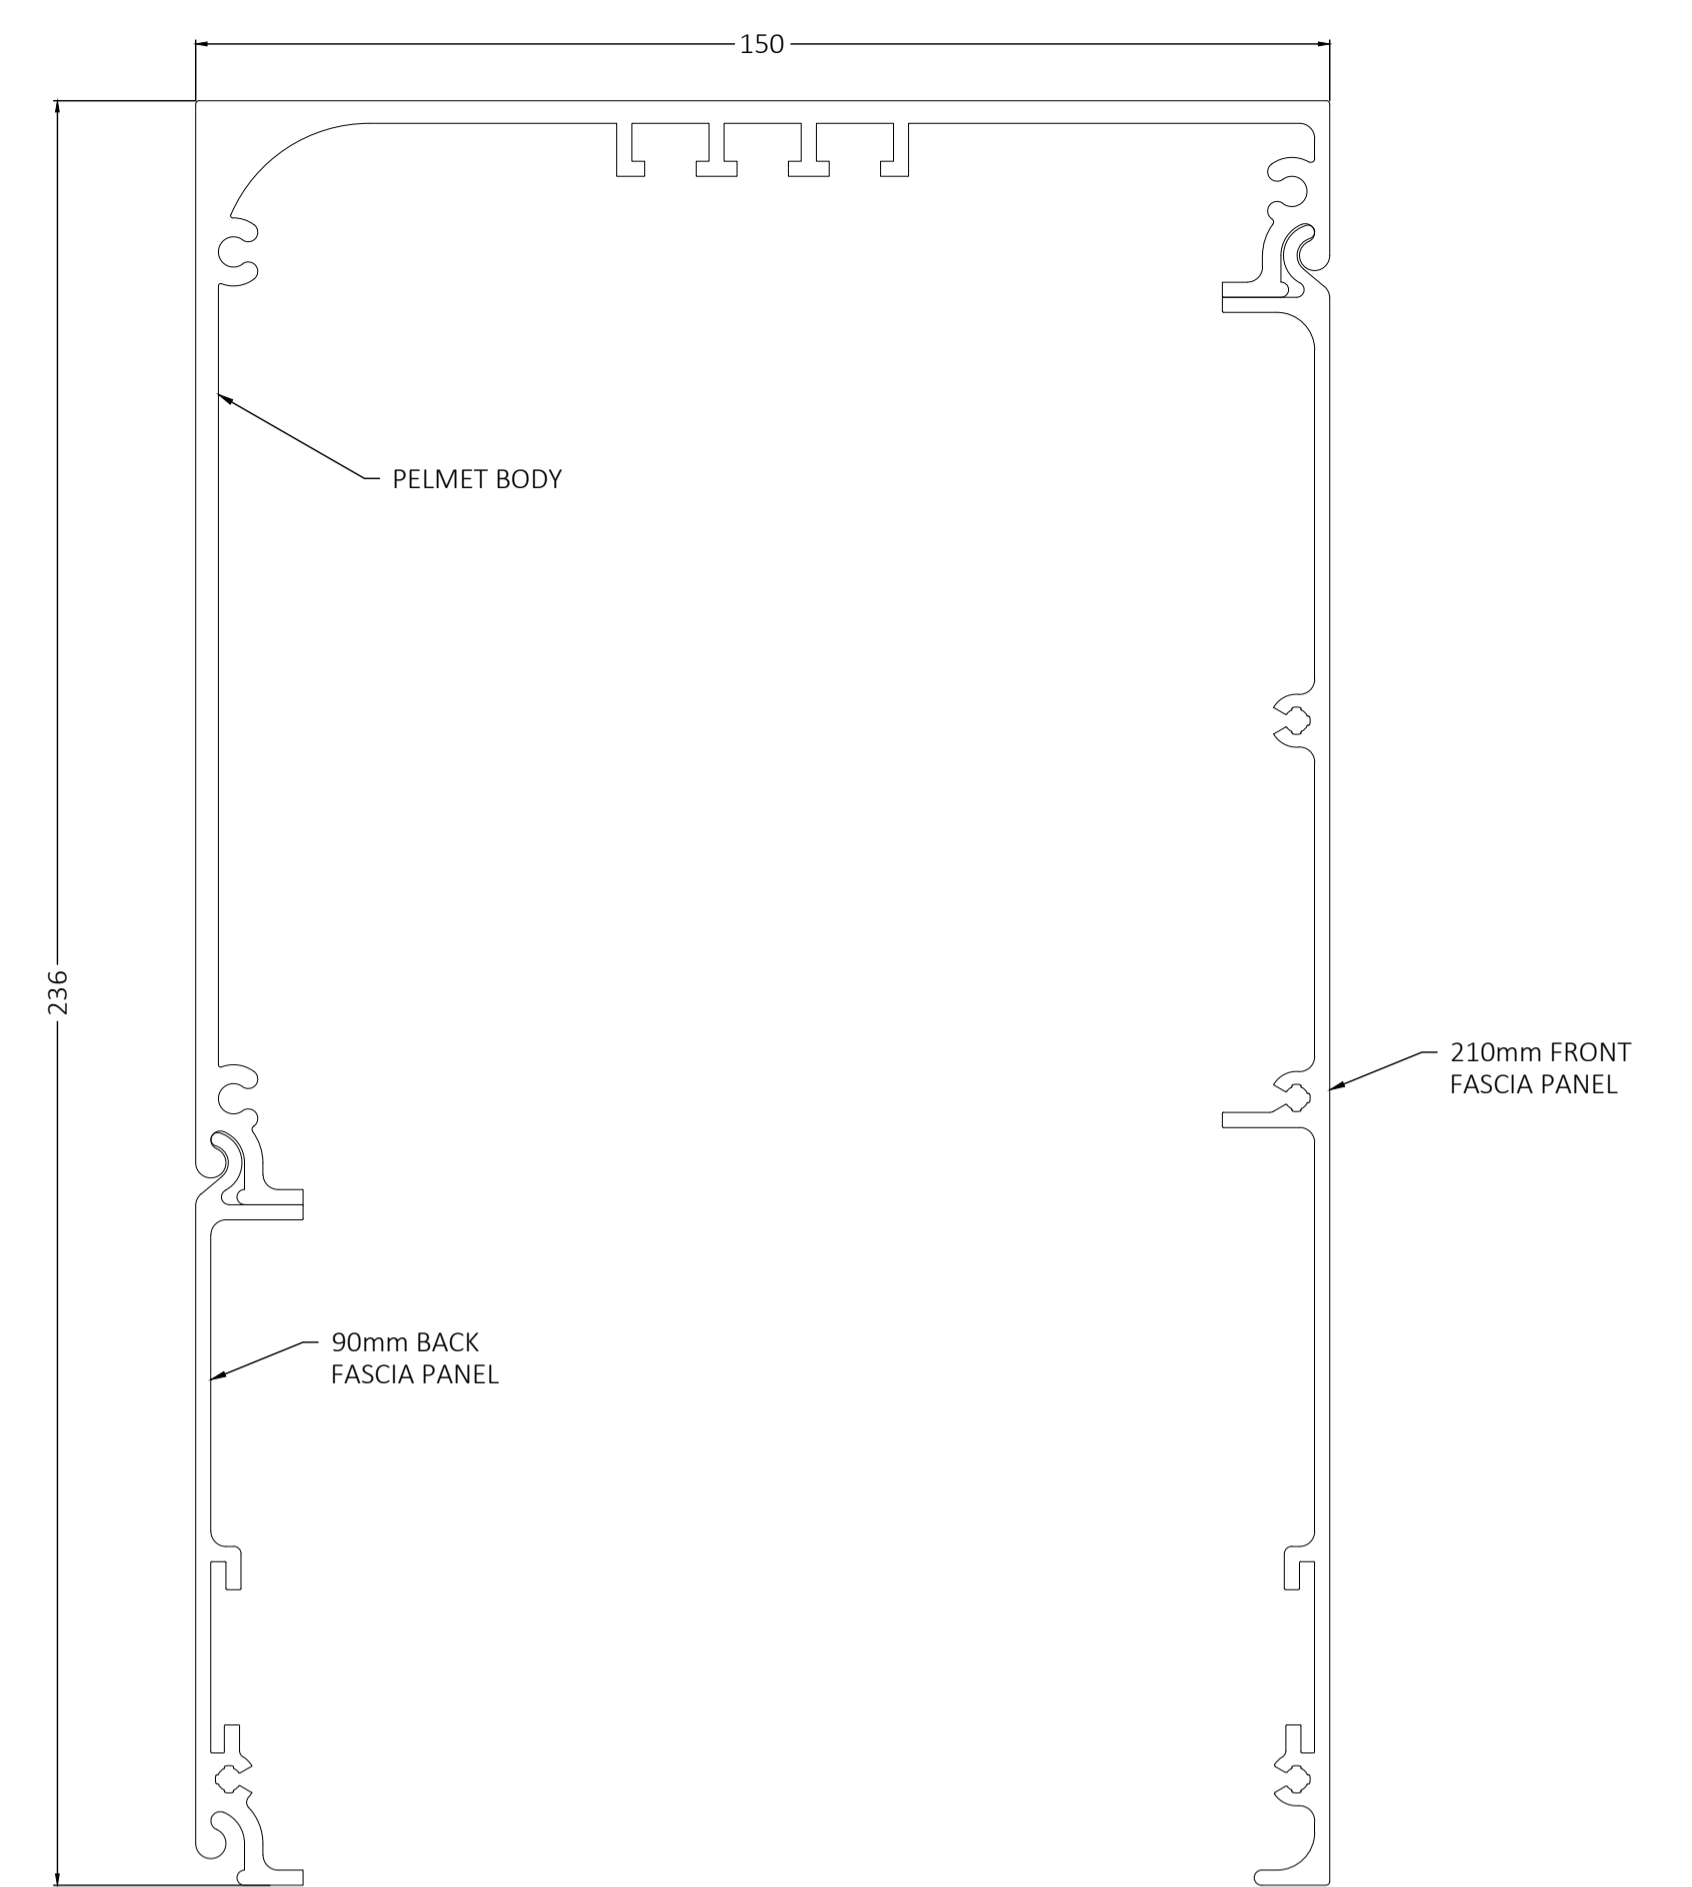 150
PELMET BODY
236
210mm FRONT
FASCIA PANEL
90mm BACK
FASCIA PANEL